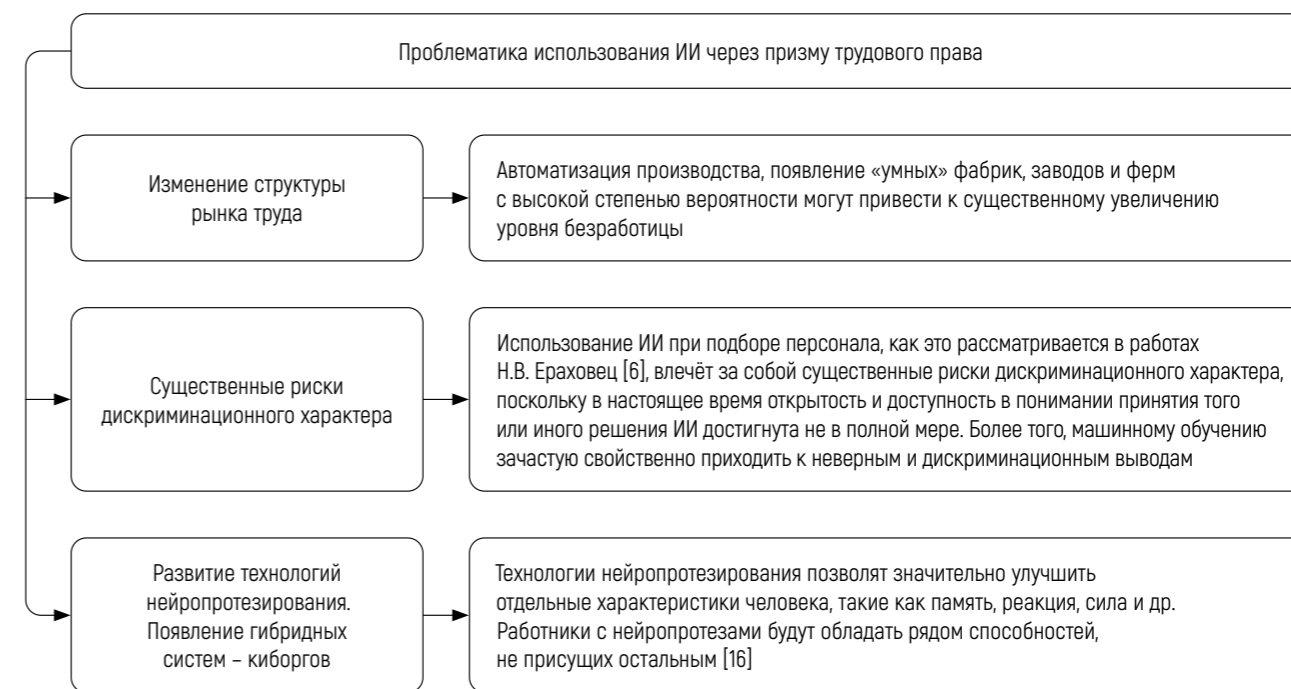 Проблематика использования ИИ через призму трудового права
Изменение структуры
рынка труда
Автоматизация производства, появление «умных» фабрик, заводов и ферм
с высокой степенью вероятности могут привести к существенному увеличению
уровня безработицы
Существенные риски
дискриминационного характера
Использование ИИ при подборе персонала, как это рассматривается в работах
Н.В. Ераховец [6], влечёт за собой существенные риски дискриминационного характера,
поскольку в настоящее время открытость и доступность в понимании принятия того
или иного решения ИИ достигнута не в полной мере. Более того, машинному обучению
зачастую свойственно приходить к неверным и дискриминационным выводам
Развитие технологий
нейропротезирования.
Появление гибридных
систем – киборгов
Технологии нейропротезирования позволят значительно улучшить
отдельные характеристики человека, такие как память, реакция, сила и др.
Работники с нейропротезами будут обладать рядом способностей,
не присущих остальным [16]